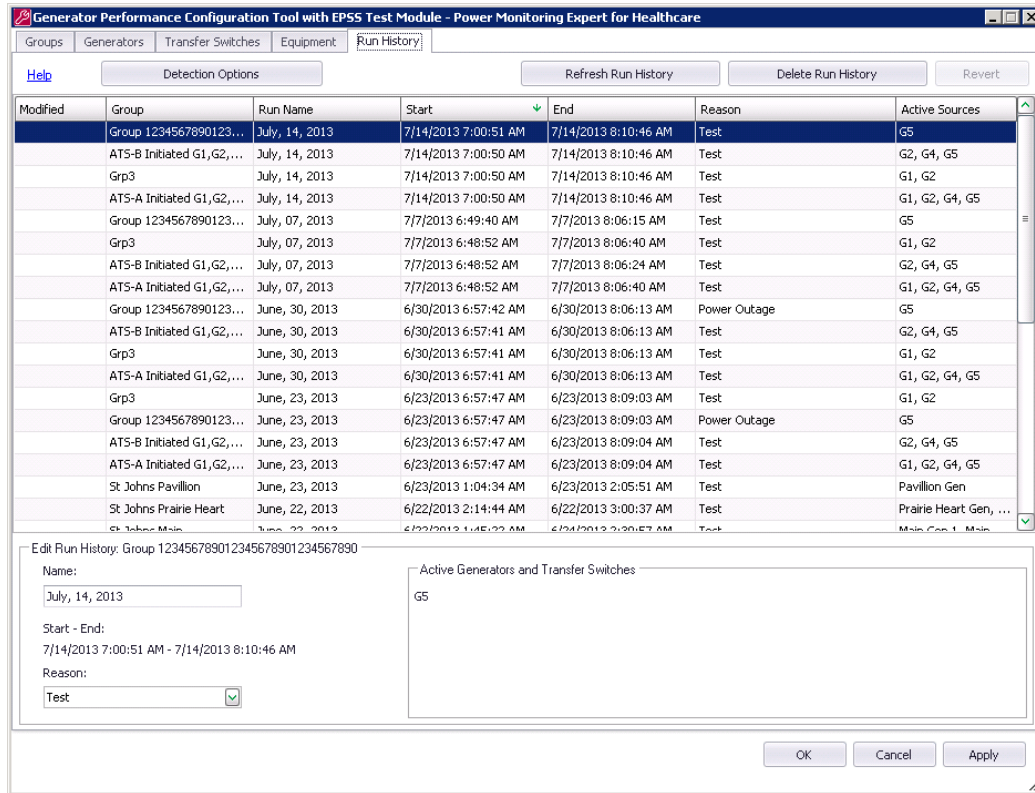 Generator Performance Configuration Tool with EPSS Test Module - Power Monitoring Expert for Healthcare
Groups Generators Transfer Switches Equipment Run History
Help Detection Options Refresh Run History Delete Run History Revert
Modified Group Run Name Start End Reason Active Sources
Group 1234567890123... July, 14, 2013 7/14/2013 7:00:51 AM 7/14/2013 8:10:46 AM Test G5
ATS-B Initiated G1,G2,... July, 14, 2013 7/14/2013 7:00:50 AM 7/14/2013 8:10:46 AM Test G2, G4, G5
Grp3 July, 14, 2013 7/14/2013 7:00:50 AM 7/14/2013 8:10:46 AM Test G1, G2
ATS-A Initiated G1,G2,... July, 14, 2013 7/14/2013 7:00:50 AM 7/14/2013 8:10:46 AM Test G1, G2, G4, G5
Group 1234567890123... July, 07, 2013 7/7/2013 6:49:40 AM 7/7/2013 8:06:15 AM Test G5
Grp3 July, 07, 2013 7/7/2013 6:48:52 AM 7/7/2013 8:06:40 AM Test G1, G2
ATS-B Initiated G1,G2,... July, 07, 2013 7/7/2013 6:48:52 AM 7/7/2013 8:06:24 AM Test G2, G4, G5
ATS-A Initiated G1,G2,... July, 07, 2013 7/7/2013 6:48:52 AM 7/7/2013 8:06:40 AM Test G1, G2, G4, G5
Group 1234567890123... June, 30, 2013 6/30/2013 6:57:42 AM 6/30/2013 8:06:13 AM Power Outage G5
ATS-B Initiated G1,G2,... June, 30, 2013 6/30/2013 6:57:41 AM 6/30/2013 8:06:13 AM Test G2, G4, G5
Grp3 June, 30, 2013 6/30/2013 6:57:41 AM 6/30/2013 8:06:13 AM Test G1, G2
ATS-A Initiated G1,G2,... June, 30, 2013 6/30/2013 6:57:41 AM 6/30/2013 8:06:13 AM Test G1, G2, G4, G5
Grp3 June, 23, 2013 6/23/2013 6:57:47 AM 6/23/2013 8:09:03 AM Test G1, G2
Group 1234567890123... June, 23, 2013 6/23/2013 6:57:47 AM 6/23/2013 8:09:03 AM Power Outage G5
ATS-B Initiated G1,G2,... June, 23, 2013 6/23/2013 6:57:47 AM 6/23/2013 8:09:04 AM Test G2, G4, G5
ATS-A Initiated G1,G2,... June, 23, 2013 6/23/2013 6:57:47 AM 6/23/2013 8:09:04 AM Test G1, G2, G4, G5
St Johns Pavillion June, 23, 2013 6/23/2013 1:04:34 AM 6/23/2013 2:05:51 AM Test Pavillion Gen
St Johns Prairie Heart June, 22, 2013 6/22/2013 2:14:44 AM 6/22/2013 3:00:37 AM Test Prairie Heart Gen, ...
St Johns Main June, 22, 2013 6/22/2013 1:45:22 AM 6/24/2013 2:30:57 AM Test Main Gen 1, Main
Edit Run History: Group 123456789012345678901234567890
Name: Active Generators and Transfer Switches
July, 14, 2013 G5
Start - End:
7/14/2013 7:00:51 AM - 7/14/2013 8:10:46 AM
Reason:
Test
OK Cancel Apply